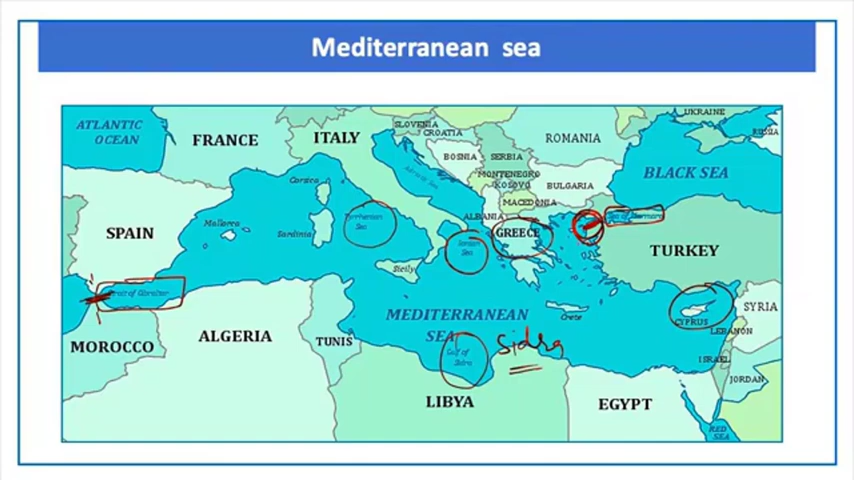 Mediterranean sea
ATLANTIC
OCEAN
FRANCE
ITALY
SLOVENIA
CROATIA
BOSNIA
SERBIA
MONTENEGRO
KOSOVO
MACEDONIA
ALBANIA
ROMANIA
BULGARIA
UKRAINE
RUSSIA
BLACK SEA
Corsica
Sardinia
Mallorca
SPAIN
Tyrrhenian
Sea
Adriatic Sea
Ionian
Sea
GREECE
Sea of Marmara
TURKEY
Sicily
Strait of Gibraltar
MEDITERRANEAN
SEA
Crete
CYPRUS
SYRIA
LEBANON
ISRAEL
JORDAN
MOROCCO
ALGERIA
TUNIS
Gulf of
Sidra
Sidra
LIBYA
EGYPT
RED
SEA